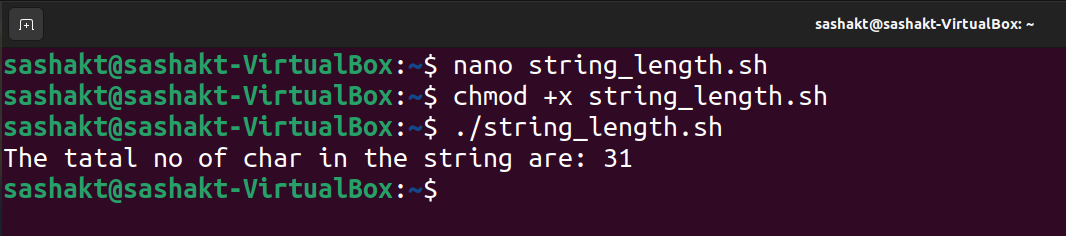 sashakt@sashakt-VirtualBox: ~
sashakt@sashakt-VirtualBox:~$ nano string_length.sh
sashakt@sashakt-VirtualBox:~$ chmod +x string_length.sh
sashakt@sashakt-VirtualBox:~$ ./string_length.sh
The tatal no of char in the string are: 31
sashakt@sashakt-VirtualBox:~$